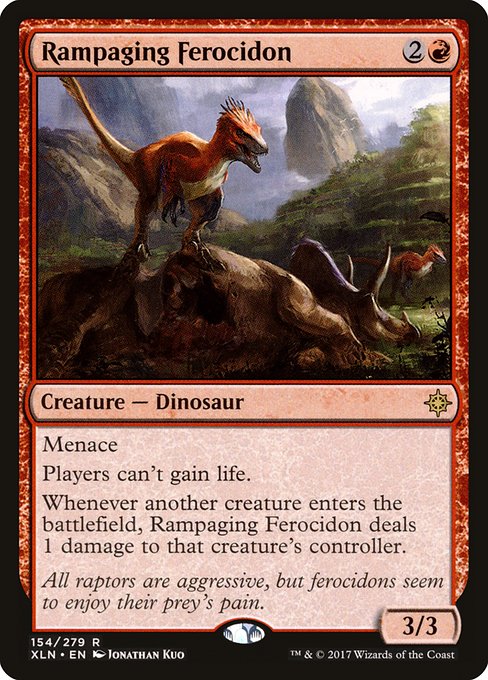 Rampaging Ferocidon 2
Creature — Dinosaur
Menace
Players can't gain life.
Whenever another creature enters the
battlefield, Rampaging Ferocidon deals
1 damage to that creature's controller.
All raptors are aggressive, but ferocidons seem
to enjoy their prey's pain.
3/3
154/279 R
XLN • EN Jonathan Kuo
™ & © 2017 Wizards of the Coast